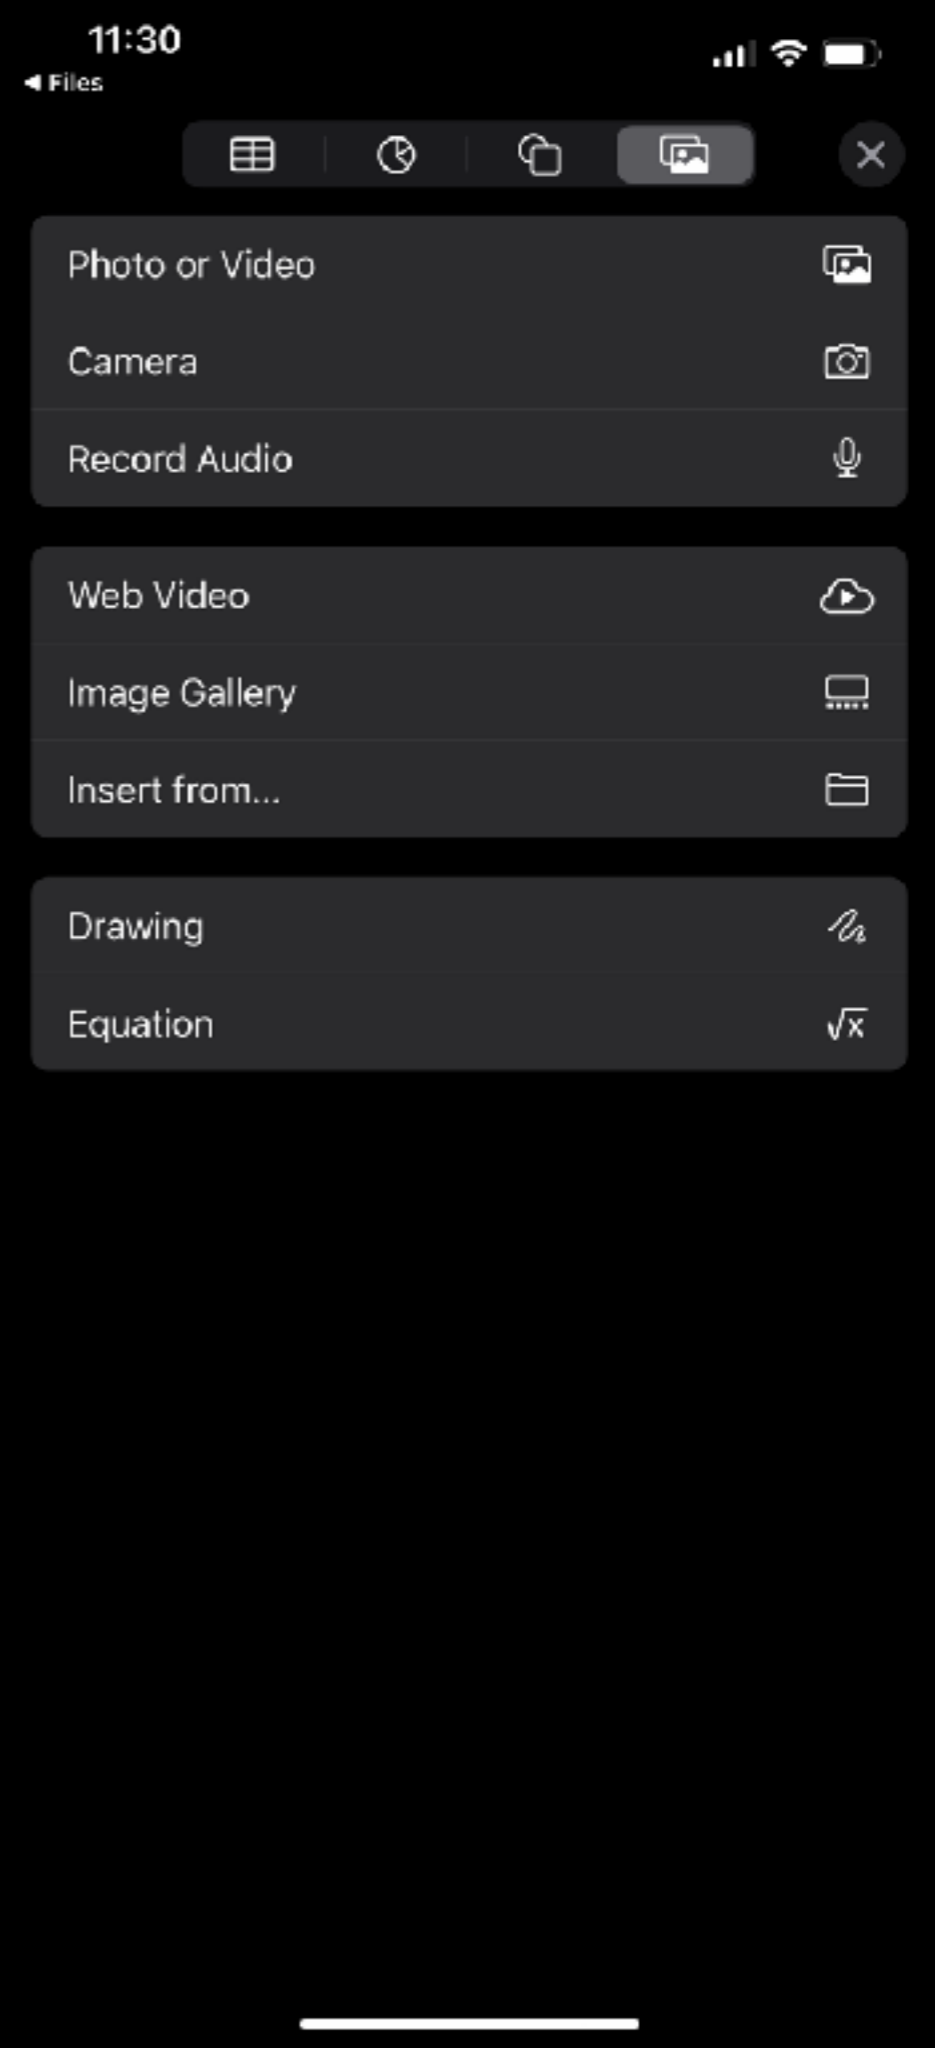 11:30
◀ Files
Photo or Video
Camera
Record Audio
Web Video
Image Gallery
Insert from...
Drawing
Equation
√x